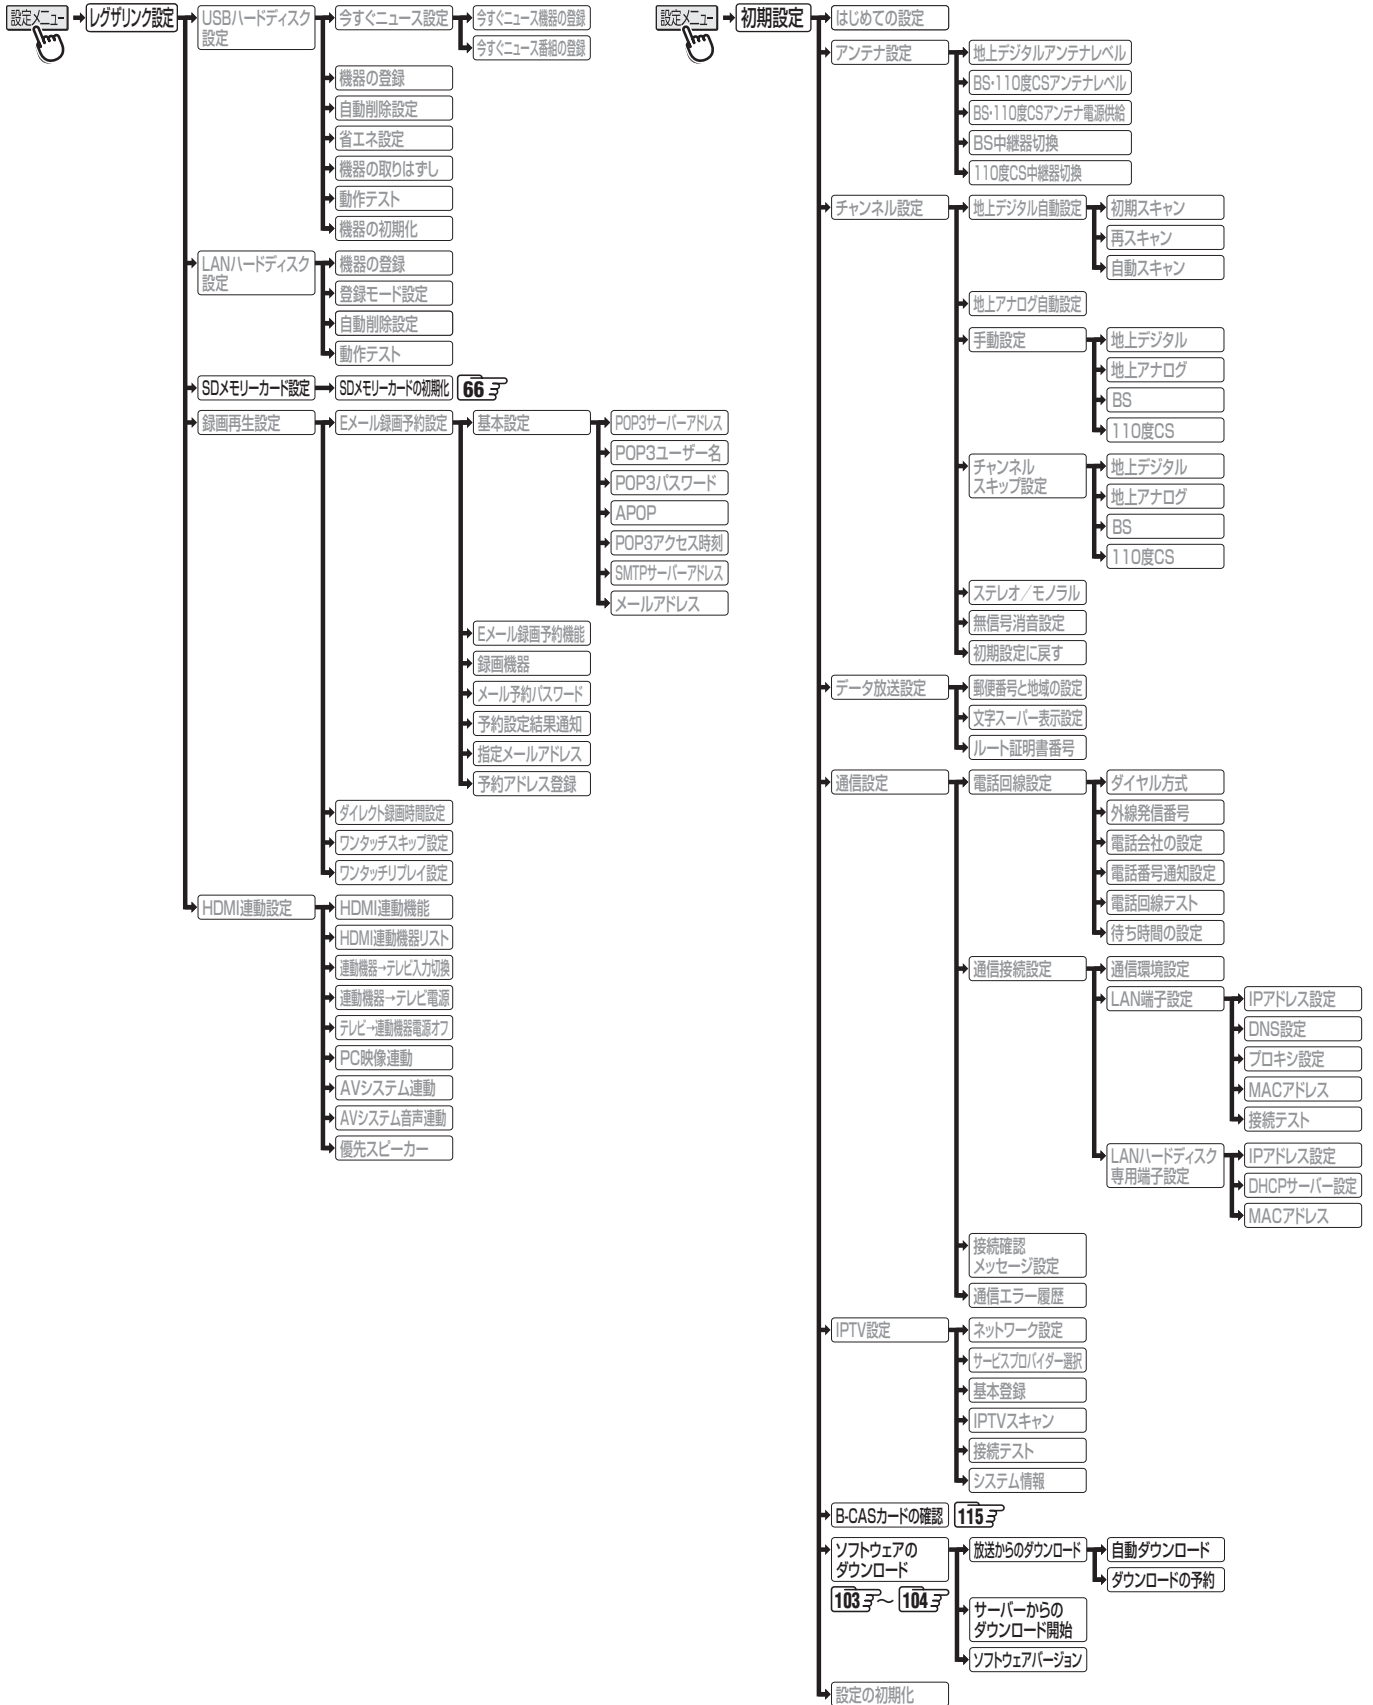 設定メニュー
レグザリンク設定
USBハードディスク
設定
今すぐニュース設定
今すぐニュース機器の登録
今すぐニュース番組の登録
機器の登録
自動削除設定
省エネ設定
機器の取りはずし
動作テスト
機器の初期化
LANハードディスク
設定
機器の登録
登録モード設定
自動削除設定
動作テスト
SDメモリーカード設定
SDメモリーカードの初期化
66
録画再生設定
Eメール録画予約設定
基本設定
POP3サーバーアドレス
POP3ユーザー名
POP3パスワード
APOP
POP3アクセス時刻
SMTPサーバーアドレス
メールアドレス
Eメール録画予約機能
録画機器
メール予約パスワード
予約設定結果通知
指定メールアドレス
予約アドレス登録
ダイレクト録画時間設定
ワンタッチスキップ設定
ワンタッチリプレイ設定
HDMI連動設定
HDMI連動機能
HDMI連動機器リスト
連動機器→テレビ入力切換
連動機器→テレビ電源
テレビ→連動機器電源オフ
PC映像連動
AVシステム連動
AVシステム音声連動
優先スピーカー
設定メニュー
初期設定
はじめての設定
アンテナ設定
地上デジタルアンテナレベル
BS・110度CSアンテナレベル
BS・110度CSアンテナ電源供給
BS中継器切換
110度CS中継器切換
チャンネル設定
地上デジタル自動設定
初期スキャン
再スキャン
自動スキャン
地上アナログ自動設定
手動設定
地上デジタル
地上アナログ
BS
110度CS
チャンネル
スキップ設定
地上デジタル
地上アナログ
BS
110度CS
ステレオ／モノラル
無信号消音設定
初期設定に戻す
データ放送設定
郵便番号と地域の設定
文字スーパー表示設定
ルート証明書番号
通信設定
電話回線設定
ダイヤル方式
外線発信番号
電話会社の設定
電話番号通知設定
電話回線テスト
待ち時間の設定
通信接続設定
通信環境設定
LAN端子設定
IPアドレス設定
DNS設定
プロキシ設定
MACアドレス
接続テスト
LANハードディスク
専用端子設定
IPアドレス設定
DHCPサーバー設定
MACアドレス
接続確認
メッセージ設定
通信エラー履歴
IPTV設定
ネットワーク設定
サービスプロバイダー選択
基本登録
IPTVスキャン
接続テスト
システム情報
B-CASカードの確認
115
ソフトウェアの
ダウンロード
103 ～ 104
放送からのダウンロード
自動ダウンロード
ダウンロードの予約
サーバーからの
ダウンロード開始
ソフトウェアバージョン
設定の初期化